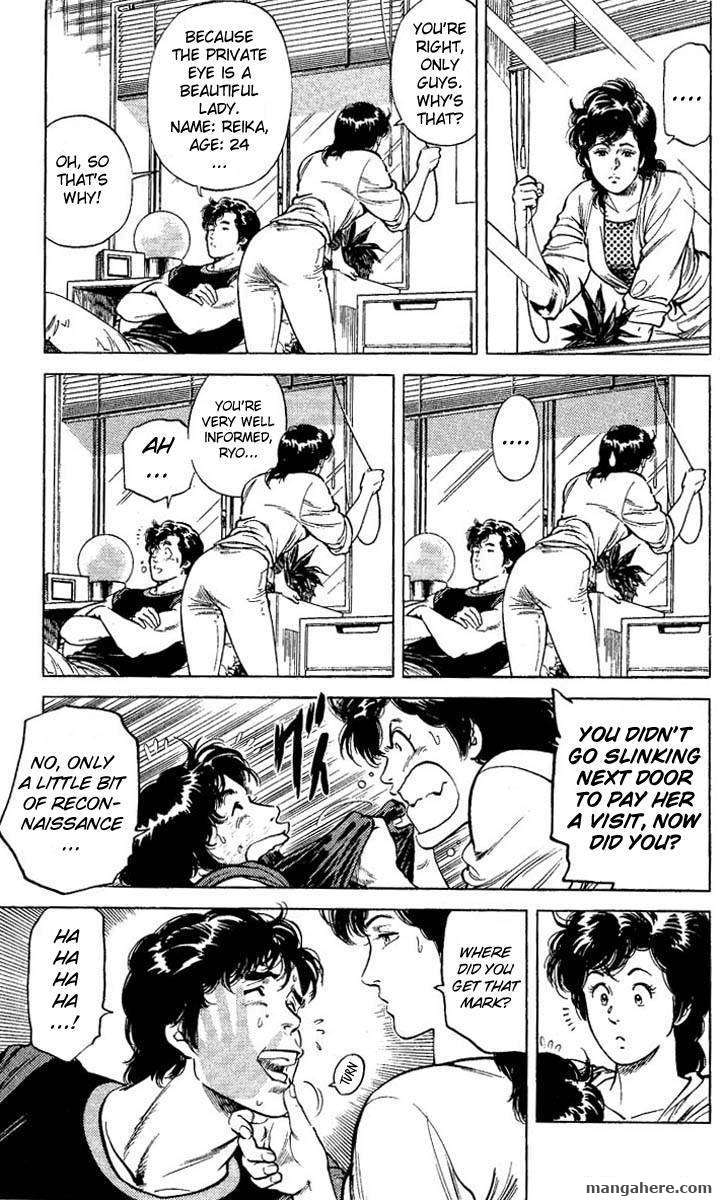 ....
YOU'RE
RIGHT,
ONLY
GUYS.
WHY'S
THAT?
BECAUSE
THE PRIVATE
EYE IS A
BEAUTIFUL
LADY.
NAME: REIKA,
AGE: 24
...
OH, SO
THAT'S
WHY!
....
YOU'RE
VERY WELL
INFORMED,
RYO...
AH
...
YOU DIDN'T
GO SLINKING
NEXT DOOR
TO PAY HER
A VISIT, NOW
DID YOU?
グイ
NO, ONLY
A LITTLE BIT
OF RECON-
NAISSANCE
...
WHERE
DID YOU
GET THAT
MARK?
TURN
HA
HA
HA
HA
...!
mangahere.com